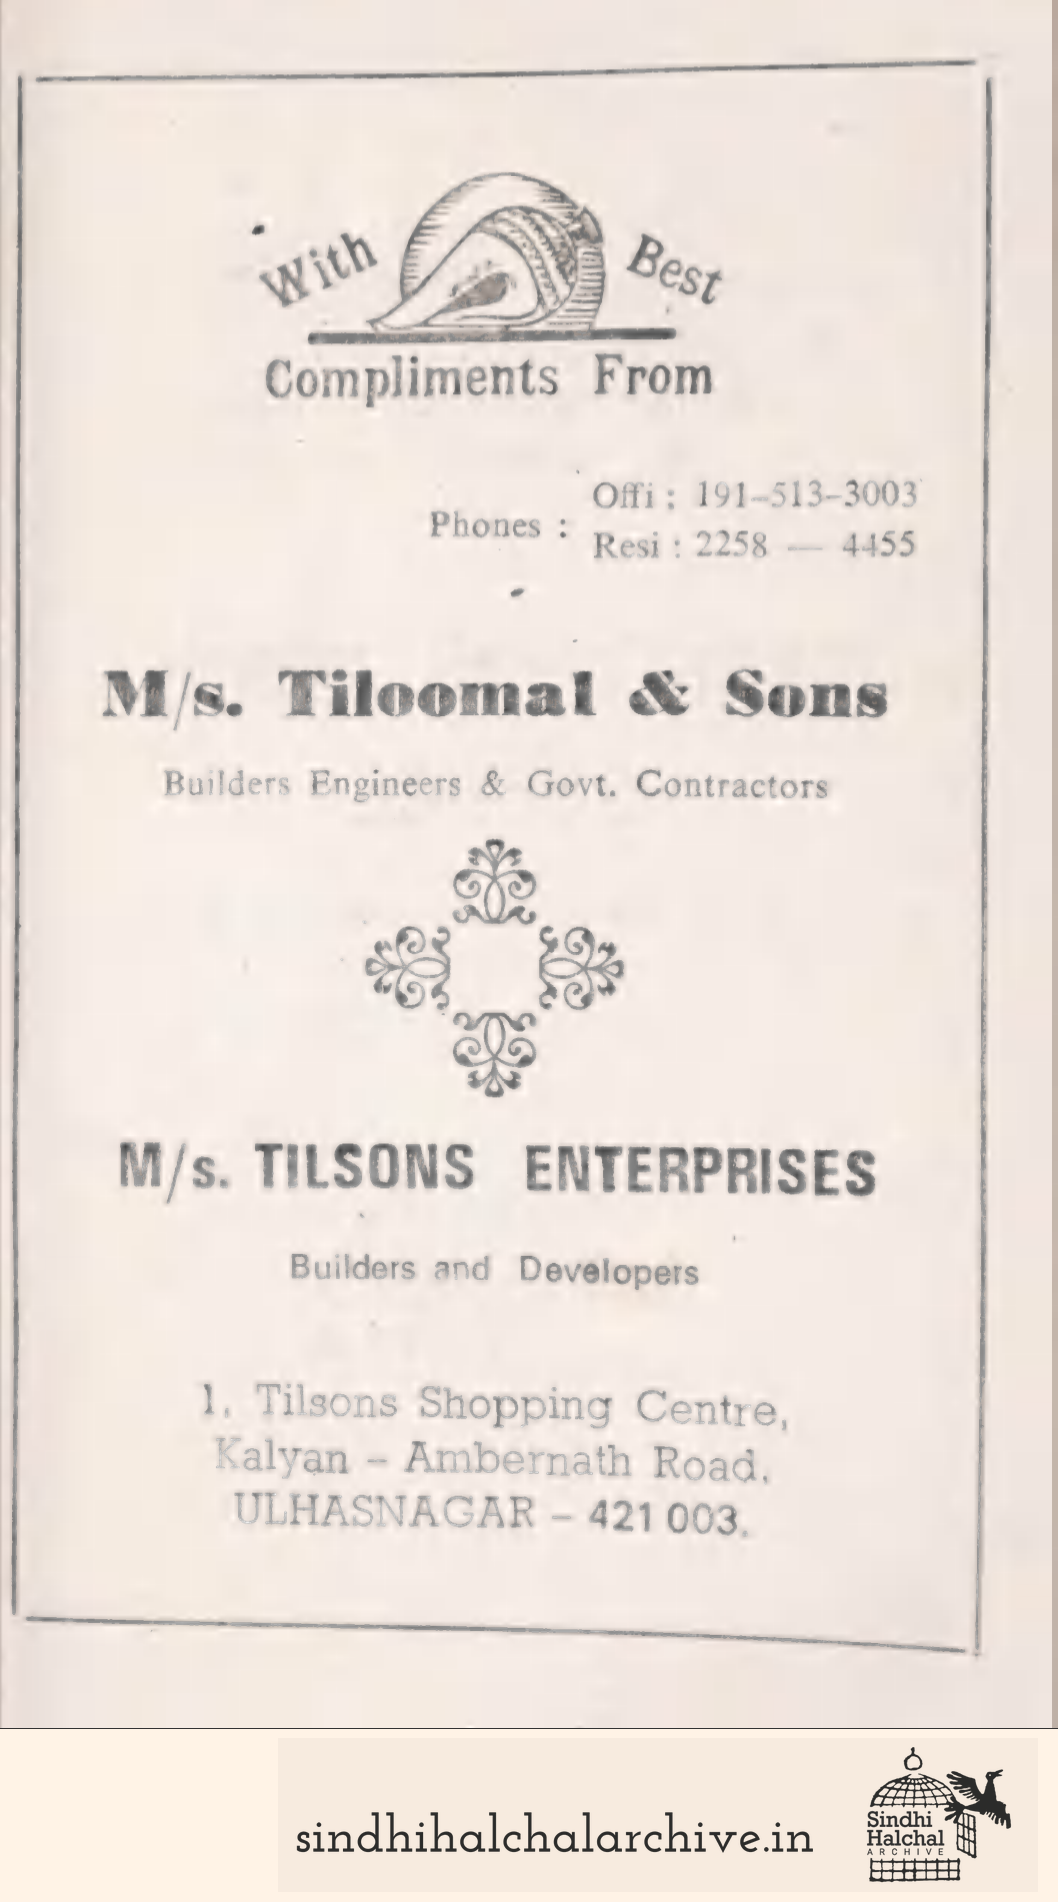 With Best
Compliments From
Phones : Offi : 191-513-3003
Resi : 2258 — 4455
M/s. Tiloomal & Sons
Builders Engineers & Govt. Contractors
M/s. TILSONS ENTERPRISES
Builders and Developers
1, Tilsons Shopping Centre,
Kalyan - Ambernath Road,
ULHASNAGAR - 421 003.
sindhihalchalarchive.in
Sindhi
Halchal
ARCHIVE